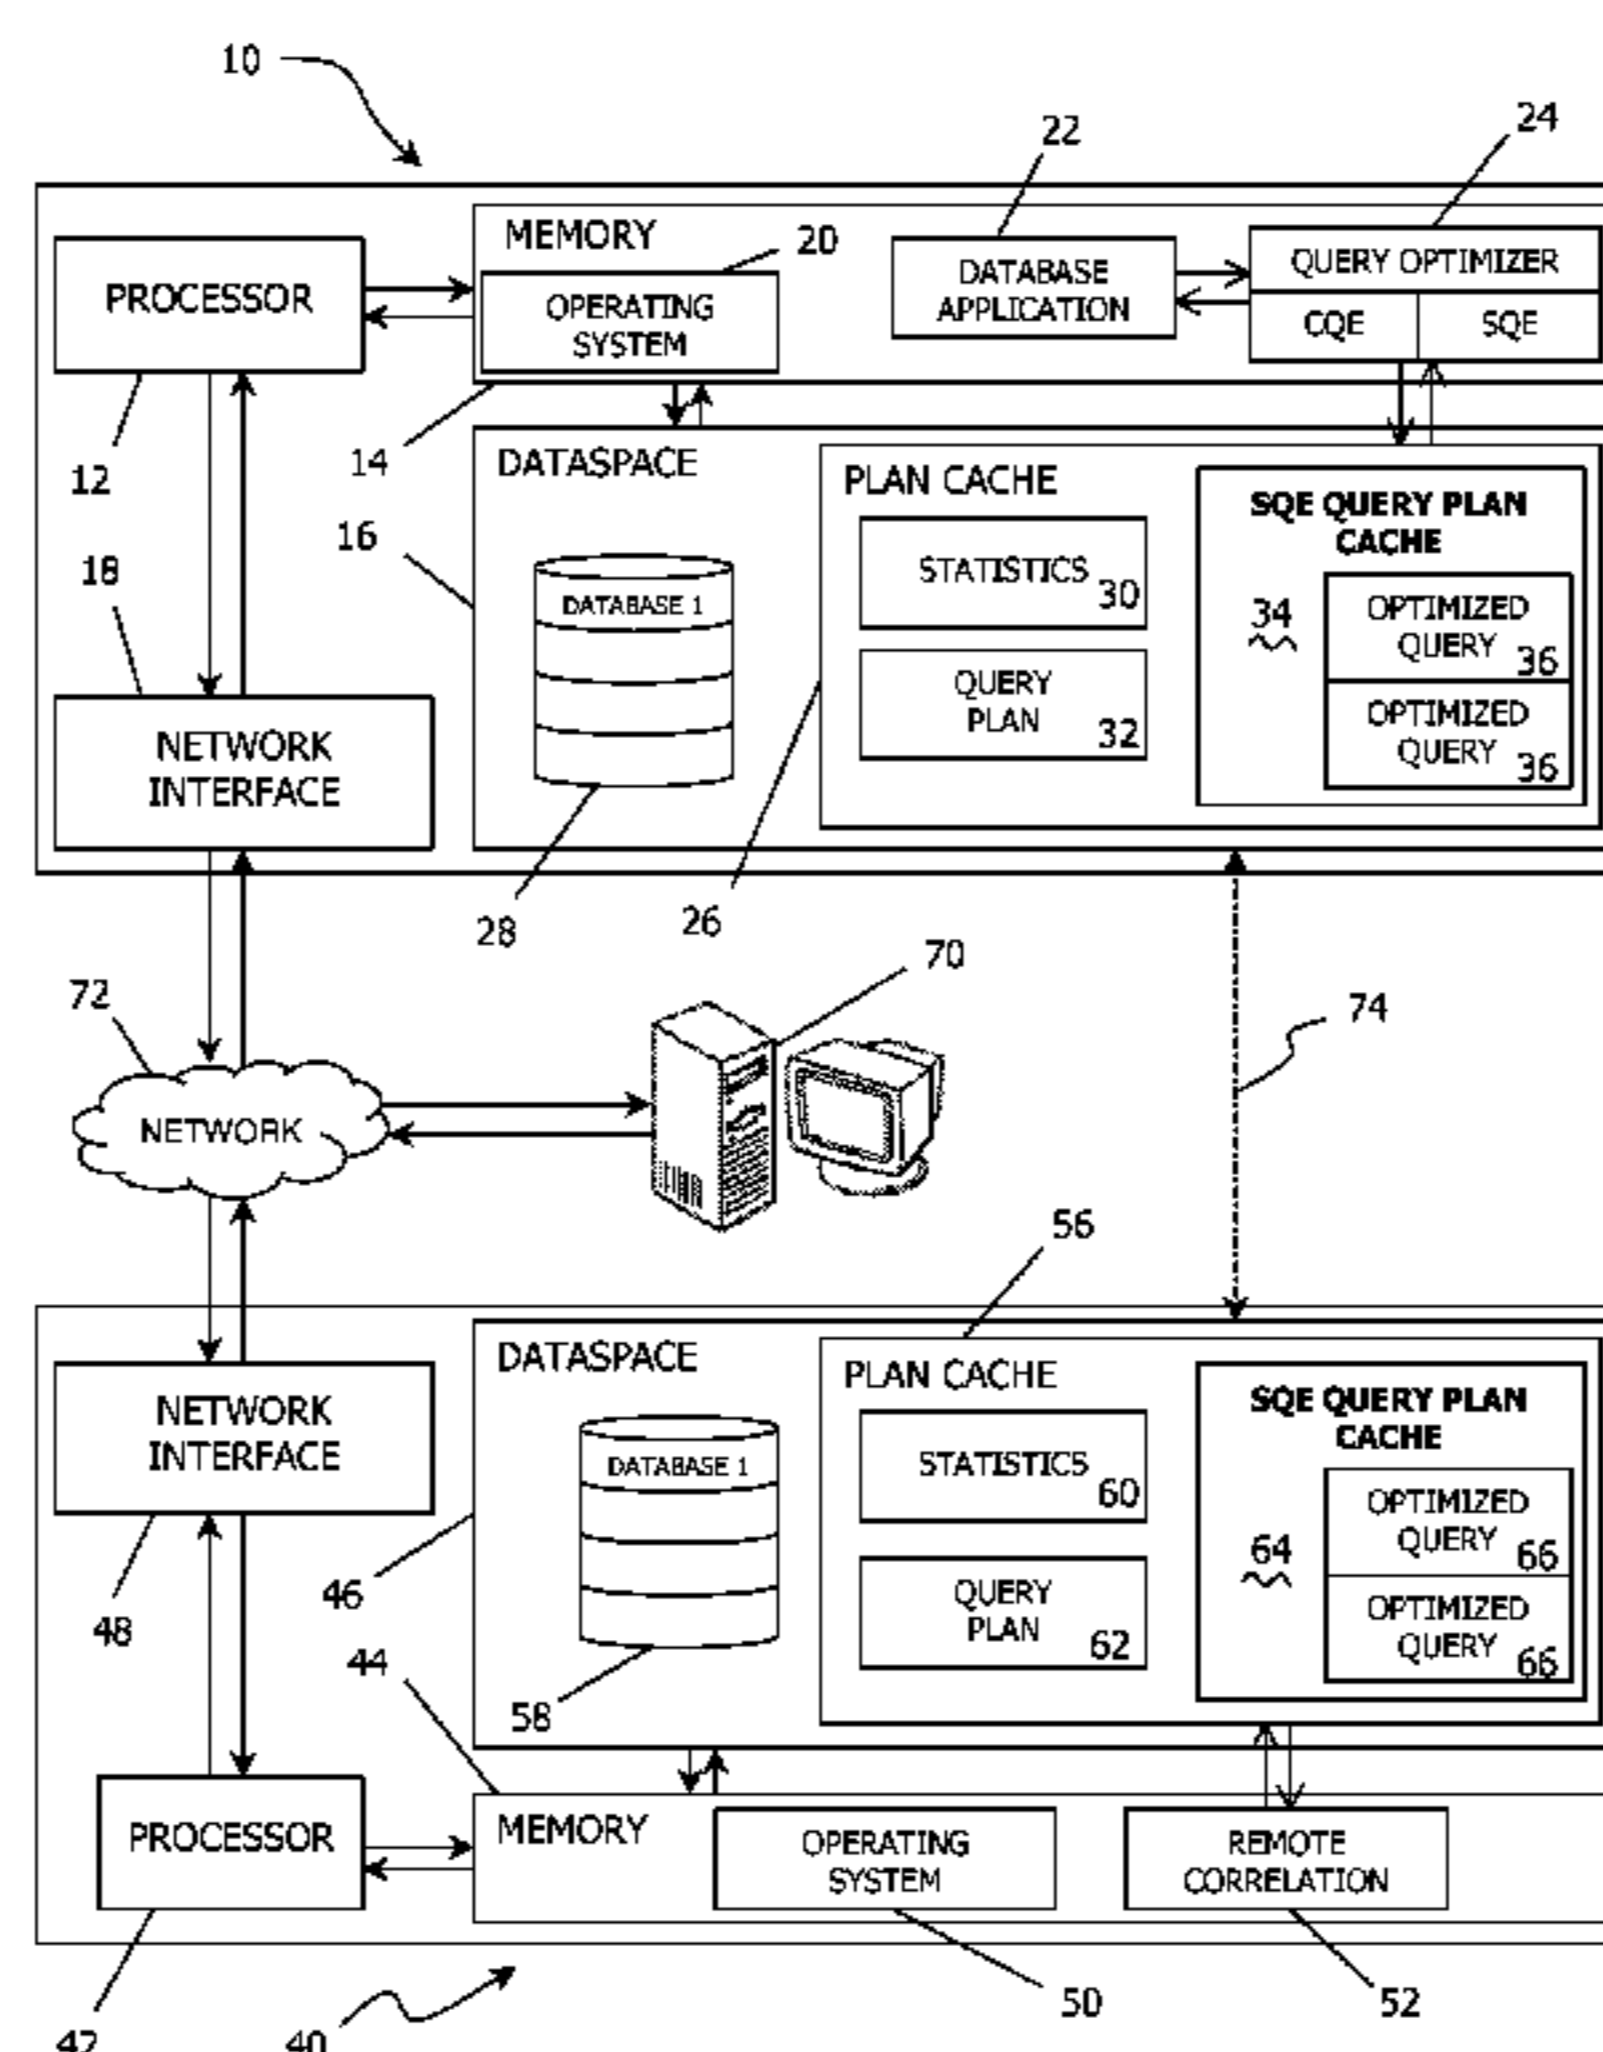 10
22
24
MEMORY
20
PROCESSOR
OPERATING
SYSTEM
DATABASE
APPLICATION
QUERY OPTIMIZER
CQE
SQE
12
14
DATASPACE
PLAN CACHE
SQE QUERY PLAN
CACHE
16
18
DATABASE 1
STATISTICS
30
34
OPTIMIZED
QUERY
36
QUERY
PLAN
32
OPTIMIZED
QUERY
36
NETWORK
INTERFACE
28
26
70
72
74
NETWORK
56
DATASPACE
PLAN CACHE
SQE QUERY PLAN
CACHE
NETWORK
INTERFACE
DATABASE 1
STATISTICS
60
64
OPTIMIZED
QUERY
66
QUERY
PLAN
62
OPTIMIZED
QUERY
66
46
48
44
58
PROCESSOR
MEMORY
OPERATING
SYSTEM
REMOTE
CORRELATION
50
52
42
40